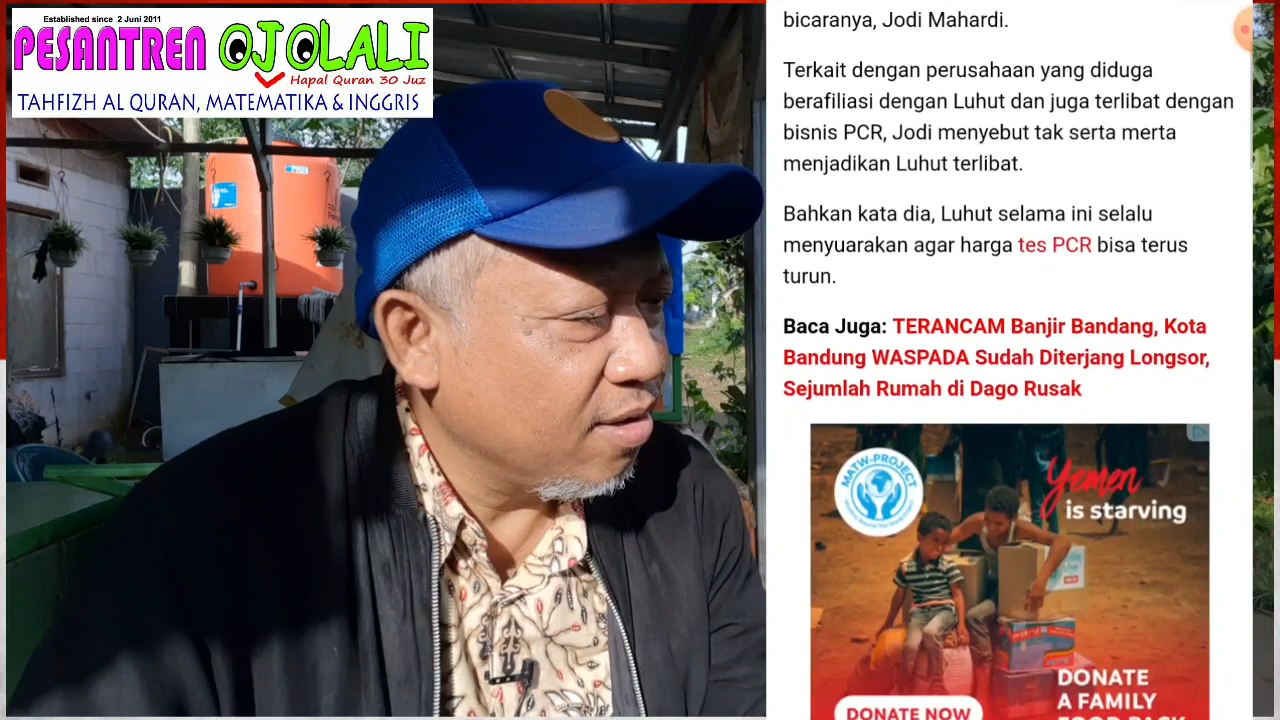 Established since 2 Juni 2011
PESANTREN OJOLALI
Hapal Quran 30 Juz
TAHFIZH AL QURAN, MATEMATIKA & INGGRIS
bicaranya, Jodi Mahardi.
Terkait dengan perusahaan yang diduga
berafiliasi dengan Luhut dan juga terlibat dengan
bisnis PCR, Jodi menyebut tak serta merta
menjadikan Luhut terlibat.
Bahkan kata dia, Luhut selama ini selalu
menyuarakan agar harga tes PCR bisa terus
turun.
Baca Juga: TERANCAM Banjir Bandang, Kota
Bandung WASPADA Sudah Diterjang Longsor,
Sejumlah Rumah di Dago Rusak
MATW-PROJECT
Yemen
is starving
DONATE
A FAMILY
FOOD PACK
DONATE NOW